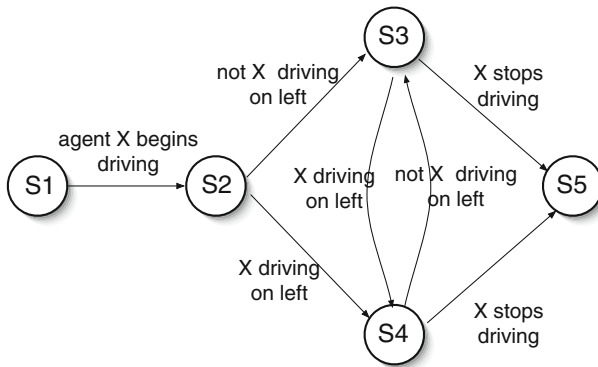 S3
not X driving
on left
X stops
driving
agent X begins
driving
S1
S2
X driving
on left
not X driving
on left
S5
X driving
on left
S4
X stops
driving